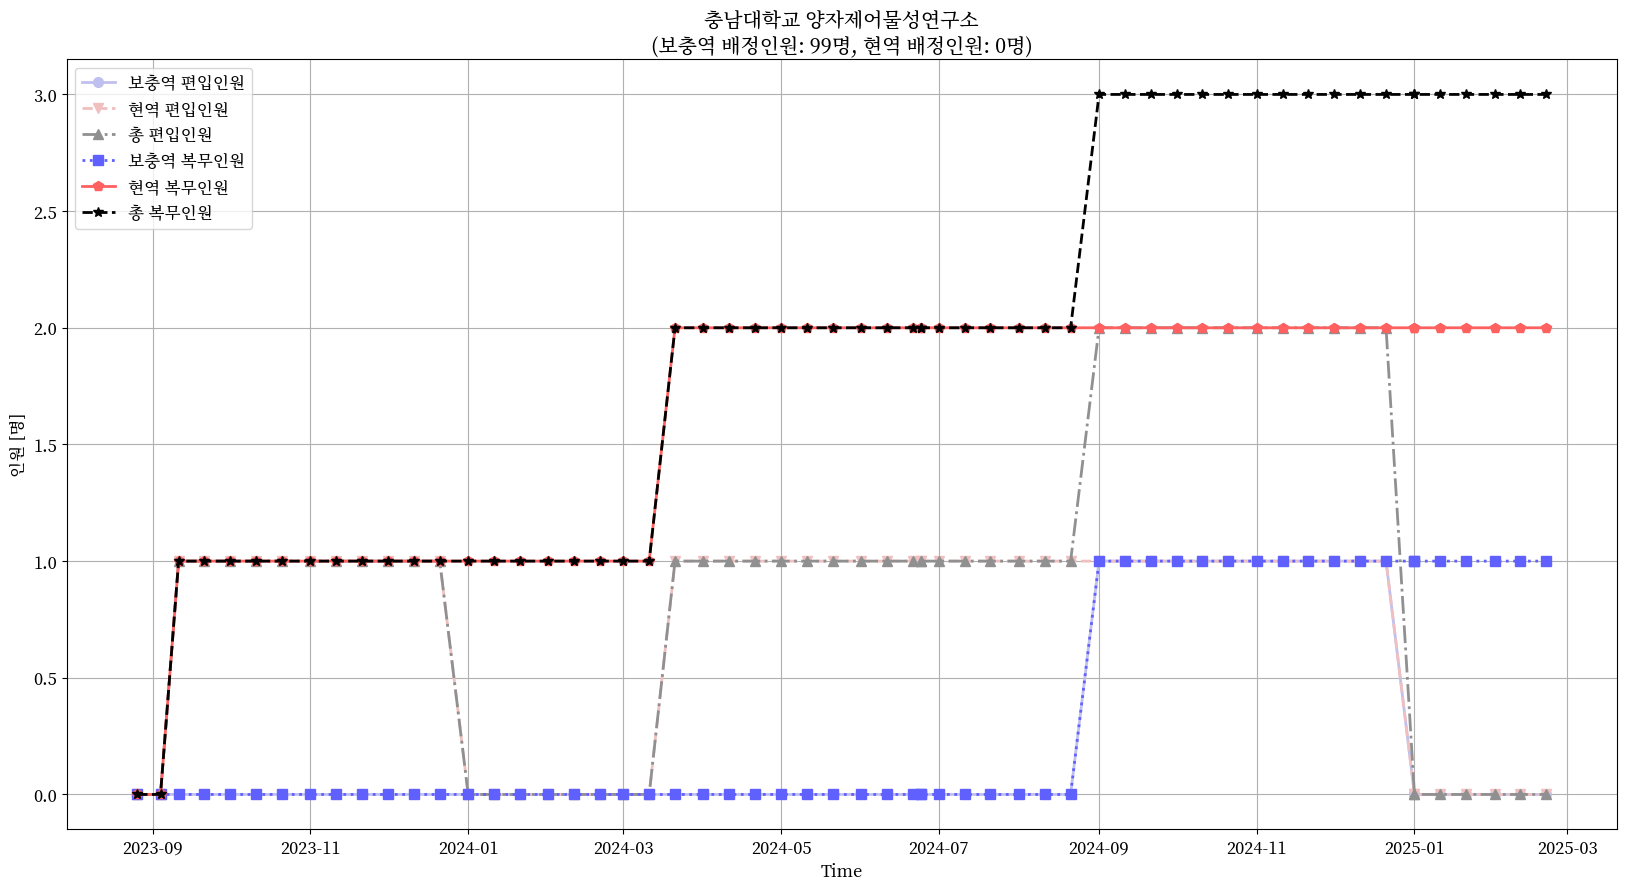 충남대학교 양자제어물성연구소
(보충역 배정인원: 99명, 현역 배정인원: 0명)
보충역 편입인원
현역 편입인원
총 편입인원
보충역 복무인원
현역 복무인원
총 복무인원
인원 [명]
3.0
2.5
2.0
1.5
1.0
0.5
0.0
2023-09 2023-11 2024-01 2024-03 2024-05 2024-07 2024-09 2024-11 2025-01 2025-03
Time